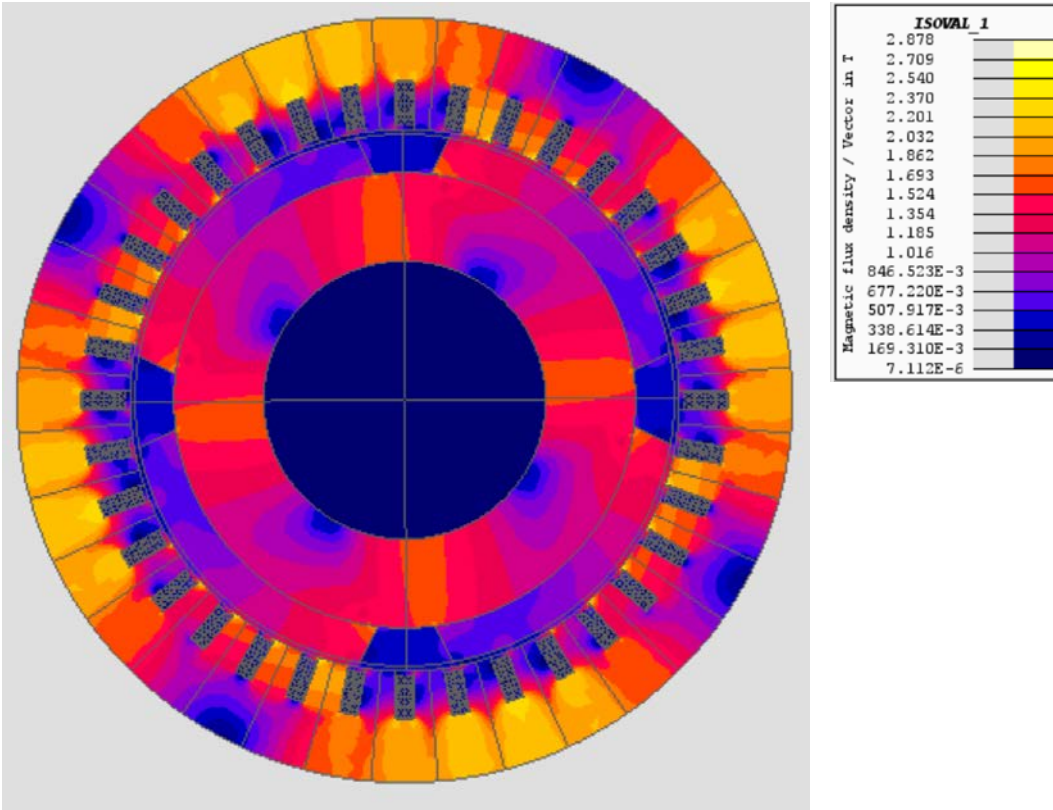 ISOVAL_1
Magnetic flux density / Vector in T
2.878
2.709
2.540
2.370
2.201
2.032
1.862
1.693
1.524
1.354
1.185
1.016
846.523E-3
677.220E-3
507.917E-3
338.614E-3
169.310E-3
7.112E-6